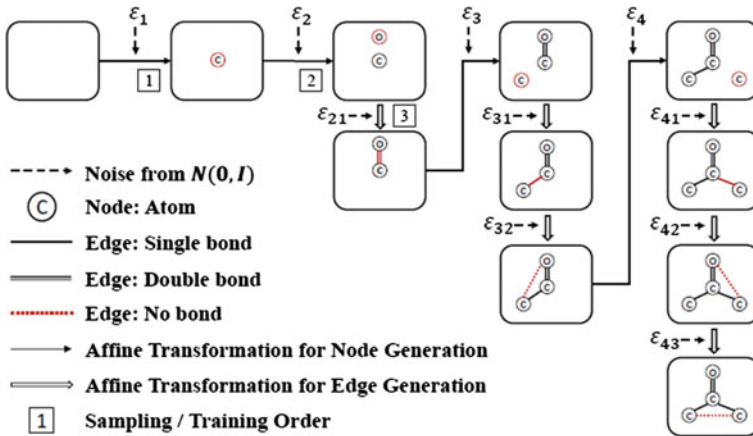 ε1 ε2 ε3 ε4
1 C 2 O C C O C O C C C
ε21 3 ε31 ε41
O C O C C O C C C
Noise from N(0, I)
ε32 ε42
C Node: Atom
O C C O C C C
Edge: Single bond
Edge: Double bond
ε43
Edge: No bond
O C C C
Affine Transformation for Node Generation
Affine Transformation for Edge Generation
1 Sampling / Training Order